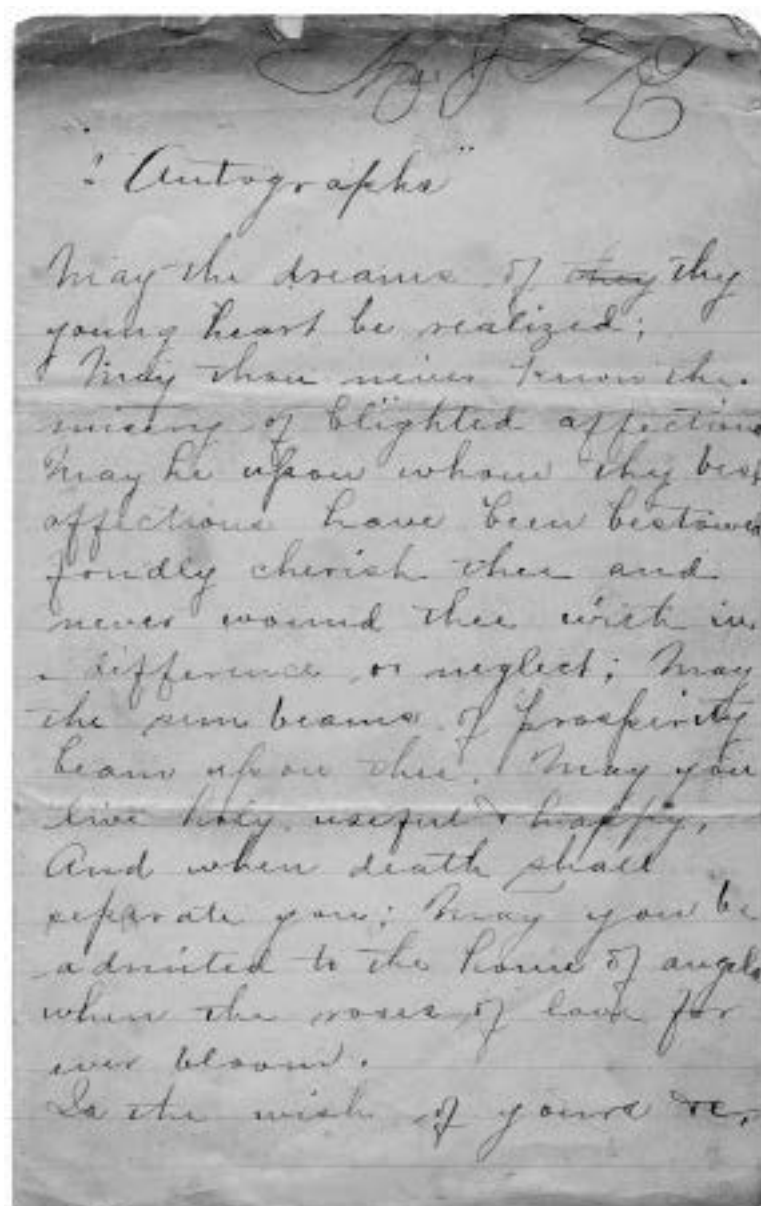 "Autographs"
May the dreams of they thy
young heart be realized;
May thou never know the
misery of blighted affections
May he upon whom thy best
affections have been bestowed
fondly cherish thee and
never wound thee with in
difference or neglect; May
the sun beams of prosperity
beam upon thee. May you
live holy useful & happy,
And when death shall
seperate you; May you be
admited to the home of angels
when the roses of love for
ever bloom.
Is the wish of yours &c,